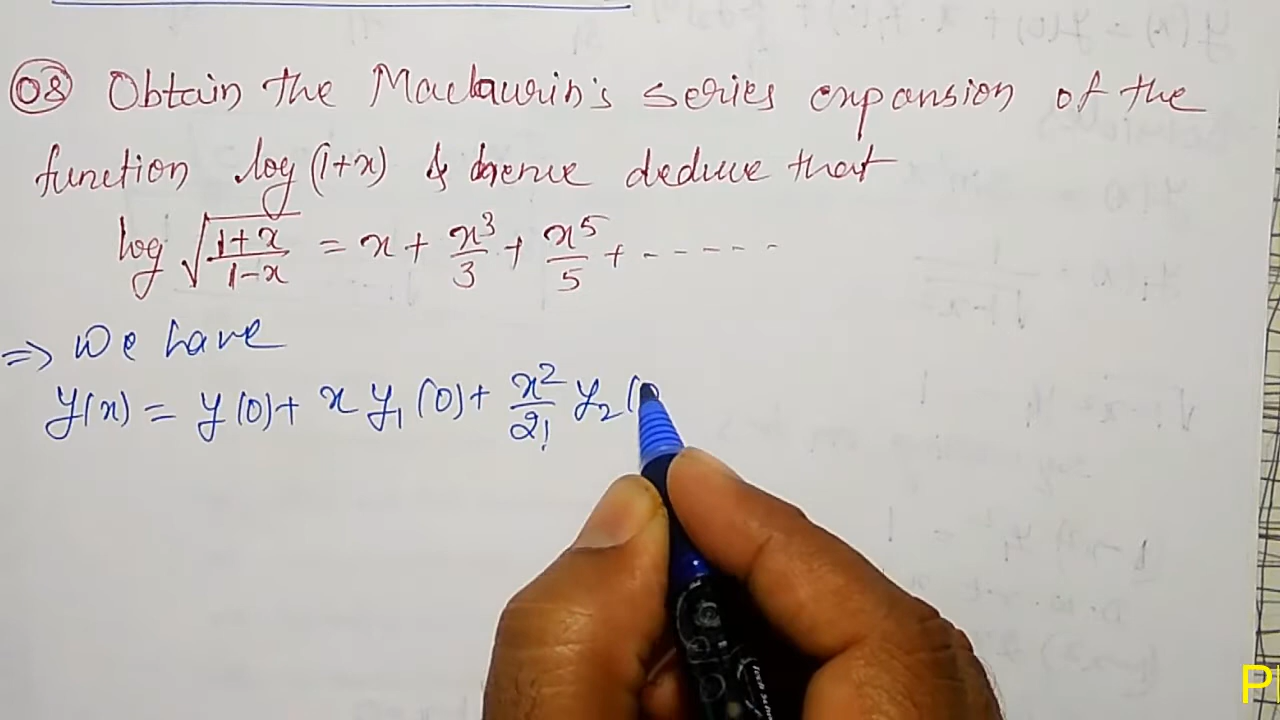 08 Obtain the Maclaurin's series expansion of the
function log (1+x) & hence deduce that
log √(1+x / 1-x) = x + x³/3 + x⁵/5 + -----
⇒ We have
y(x) = y(0) + x y₁(0) + x²/2! y₂(0
P